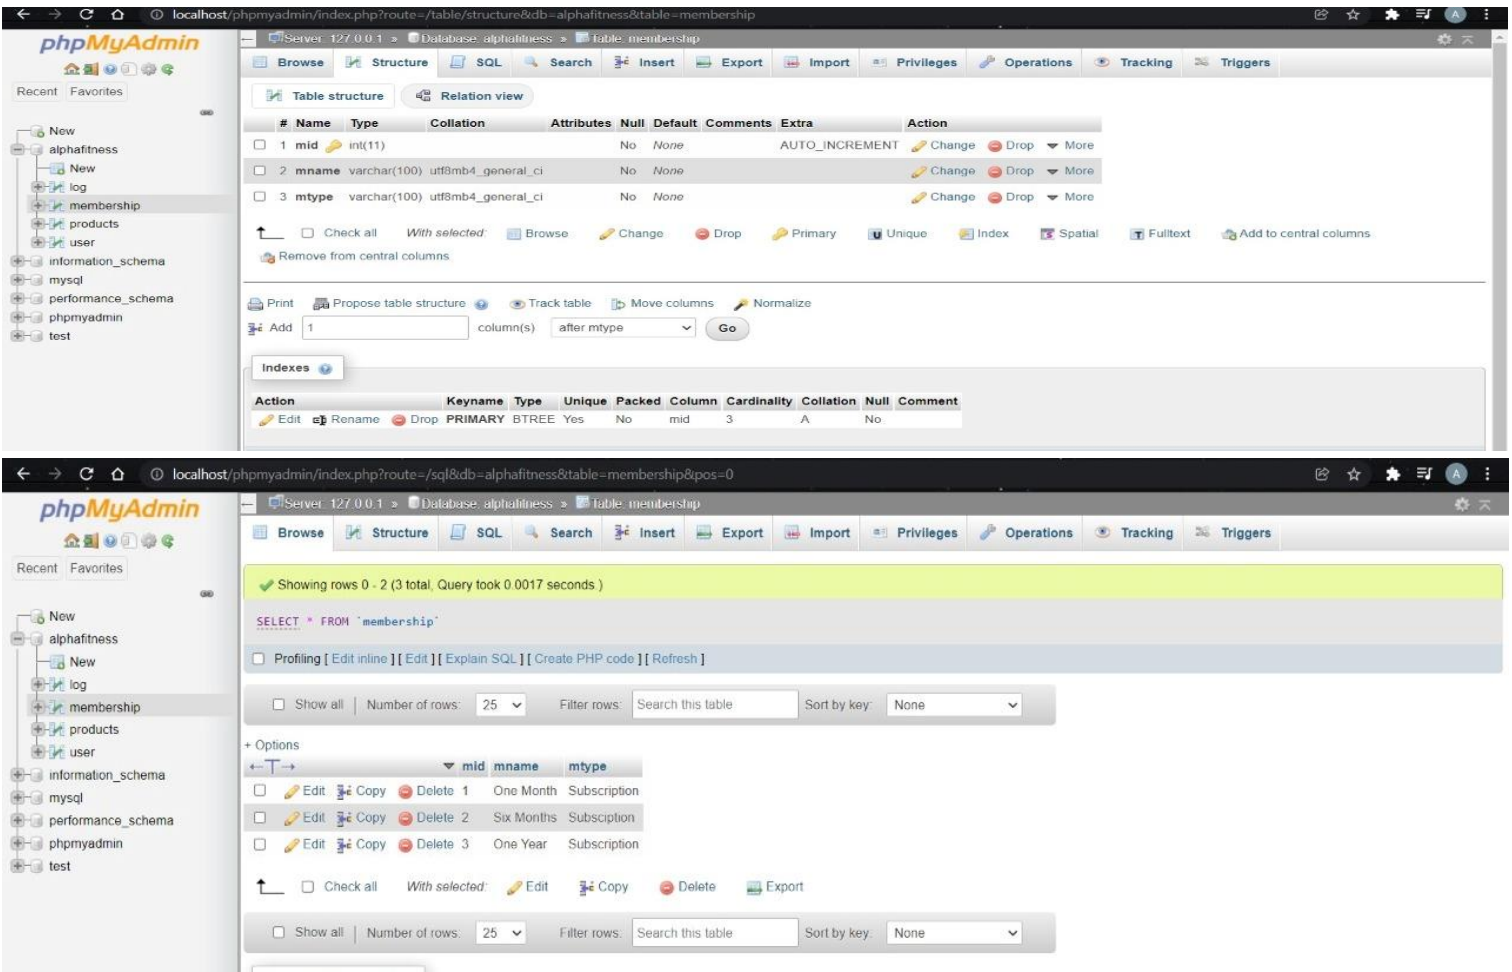 localhost/phpmyadmin/index.php?route=/table/structure&db=alphafitness&table=membership
A
phpMyAdmin
Recent Favorites
New
alphafitness
New
log
membership
products
user
information_schema
mysql
performance_schema
phpmyadmin
test
Server: 127.0.0.1 » Database: alphafitness » Table: membership
Browse Structure SQL Search Insert Export Import Privileges Operations Tracking Triggers
Table structure Relation view
# Name Type Collation Attributes Null Default Comments Extra Action
1 mid int(11) No None AUTO_INCREMENT Change Drop More
2 mname varchar(100) utf8mb4_general_ci No None Change Drop More
3 mtype varchar(100) utf8mb4_general_ci No None Change Drop More
Check all With selected: Browse Change Drop Primary Unique Index Spatial Fulltext Add to central columns
Remove from central columns
Print Propose table structure Track table Move columns Normalize
Add 1 column(s) after mtype Go
Indexes
Action Keyname Type Unique Packed Column Cardinality Collation Null Comment
Edit Rename Drop PRIMARY BTREE Yes No mid 3 A No
localhost/phpmyadmin/index.php?route=/sql&db=alphafitness&table=membership&pos=0
A
phpMyAdmin
Recent Favorites
New
alphafitness
New
log
membership
products
user
information_schema
mysql
performance_schema
phpmyadmin
test
Server: 127.0.0.1 » Database: alphafitness » Table: membership
Browse Structure SQL Search Insert Export Import Privileges Operations Tracking Triggers
Showing rows 0 - 2 (3 total, Query took 0.0017 seconds.)
SELECT * FROM `membership`
Profiling [ Edit inline ] [ Edit ] [ Explain SQL ] [ Create PHP code ] [ Refresh ]
Show all | Number of rows: 25 Filter rows: Search this table Sort by key: None
+ Options
←T→ mid mname mtype
Edit Copy Delete 1 One Month Subscription
Edit Copy Delete 2 Six Months Subsciption
Edit Copy Delete 3 One Year Subscription
Check all With selected: Edit Copy Delete Export
Show all | Number of rows: 25 Filter rows: Search this table Sort by key: None